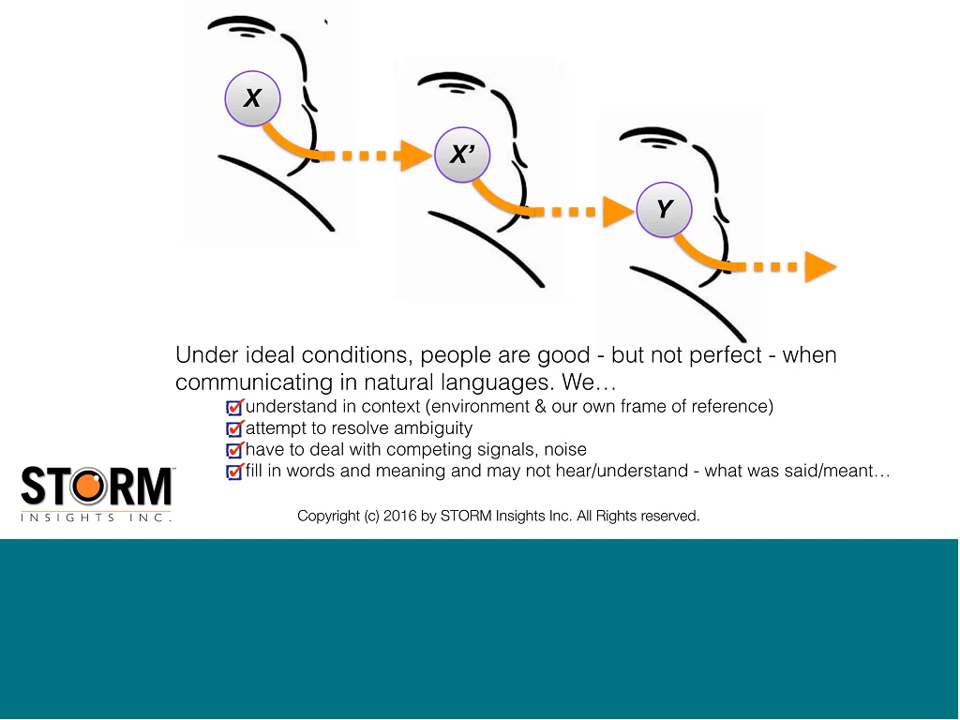 X
X’
Y
Under ideal conditions, people are good - but not perfect - when
communicating in natural languages. We…
understand in context (environment & our own frame of reference)
attempt to resolve ambiguity
have to deal with competing signals, noise
fill in words and meaning and may not hear/understand - what was said/meant…
STORM™
INSIGHTS INC.
Copyright (c) 2016 by STORM Insights Inc. All Rights reserved.